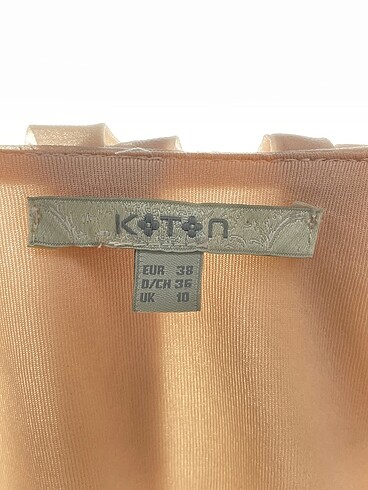 KOTON
EUR 38
D/CH 36
UK 10